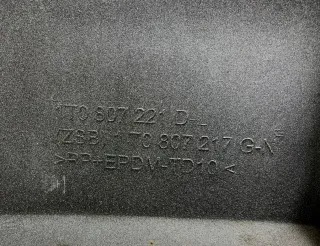 1T0 807 221 D
/ZSB/ 1T0 807 217 G
>PP+EPDM-TD10<